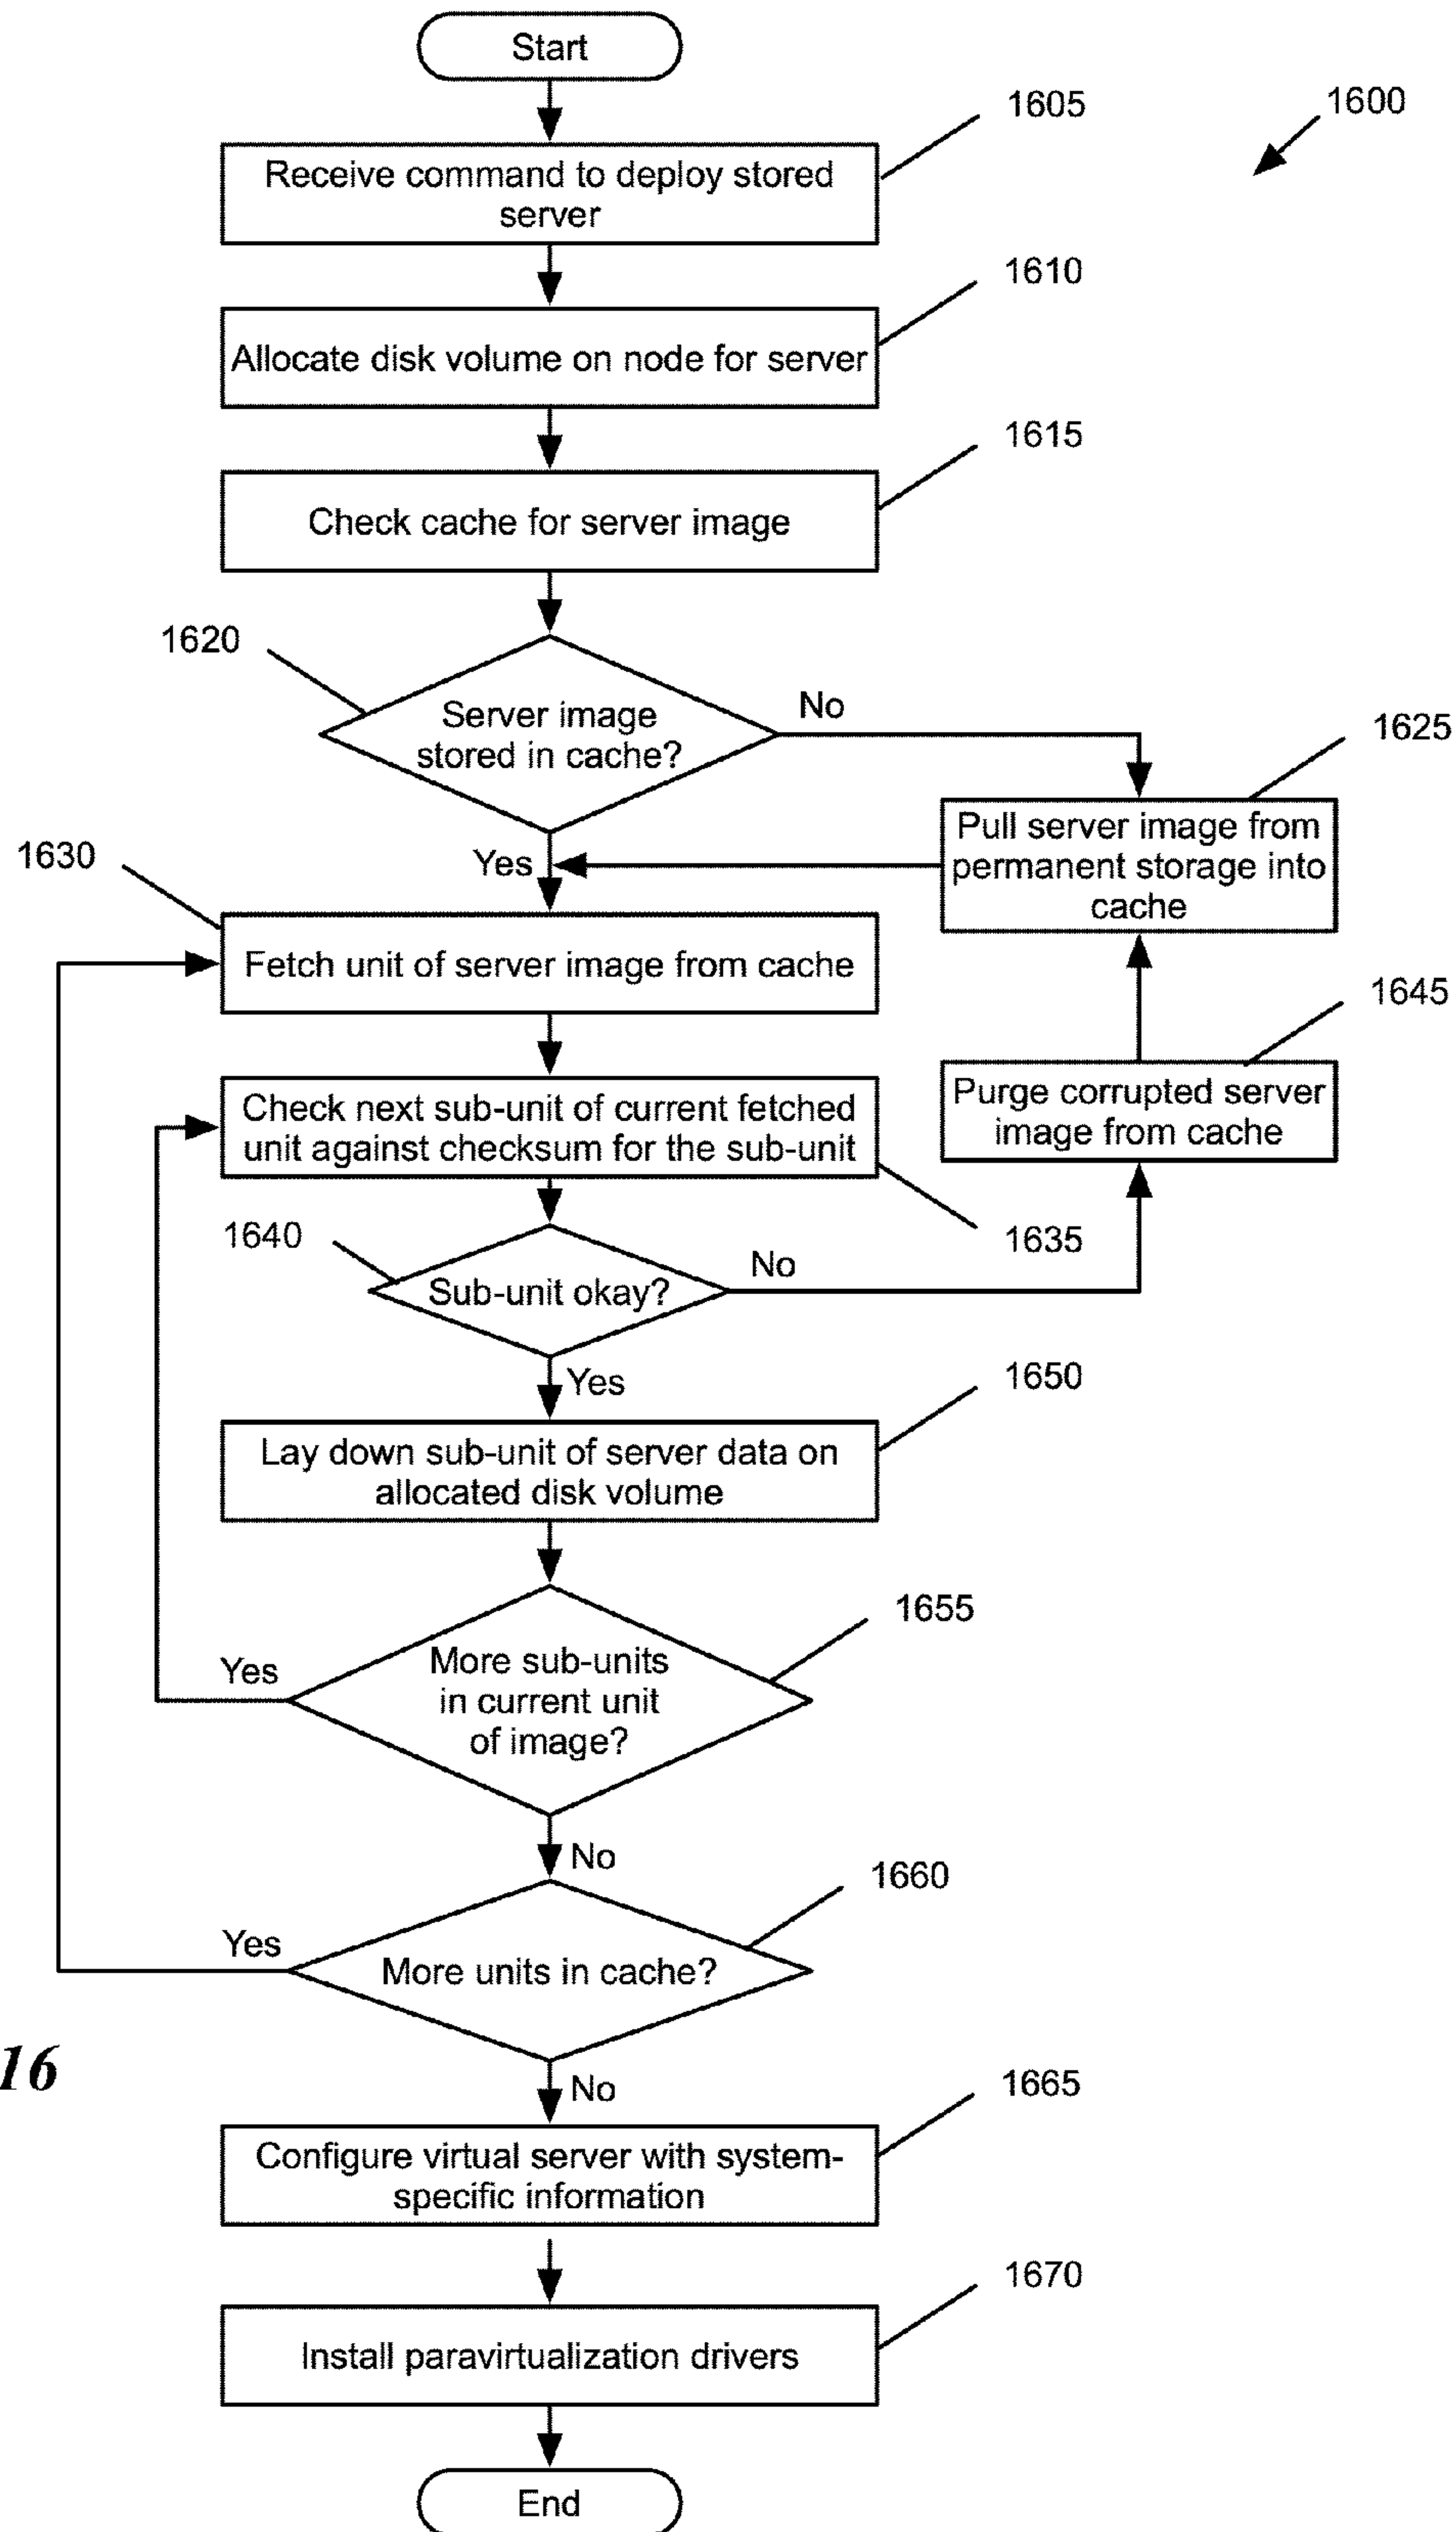 Start
1605
1600
Receive command to deploy stored
server
1610
Allocate disk volume on node for server
1615
Check cache for server image
1620
Server image
stored in cache?
No
1625
Pull server image from
permanent storage into
cache
Yes
1630
Fetch unit of server image from cache
1645
Purge corrupted server
image from cache
Check next sub-unit of current fetched
unit against checksum for the sub-unit
1635
1640
Sub-unit okay?
No
Yes
1650
Lay down sub-unit of server data on
allocated disk volume
1655
More sub-units
in current unit
of image?
Yes
No
1660
More units in cache?
Yes
16
No
1665
Configure virtual server with system-
specific information
1670
Install paravirtualization drivers
End